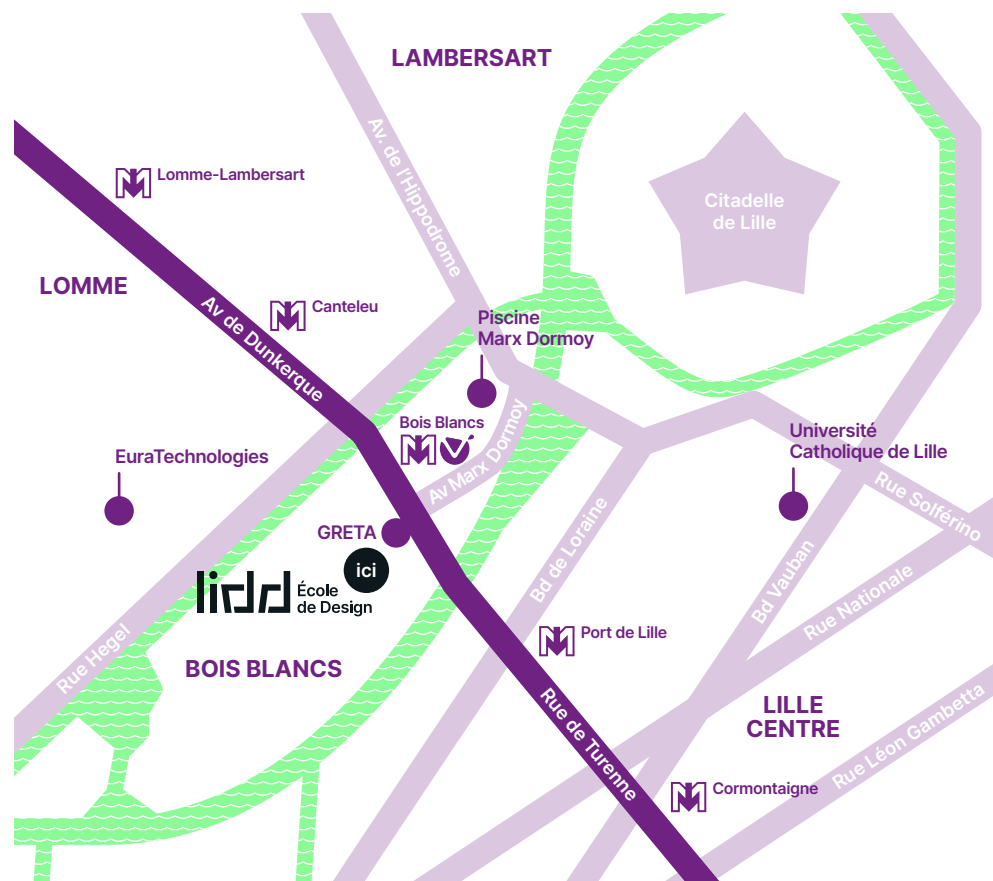 LAMBERSART
Av. de l'Hippodrome
Lomme-Lambersart
Citadelle
de Lille
LOMME
Canteleu
Av de Dunkerque
Piscine
Marx Dormoy
Bois Blancs
Av Marx Dormoy
Université
Catholique de Lille
EuraTechnologies
Rue Solférino
GRETA
ici
lidd
École
de Design
Bd de Loraine
Bd Vauban
Rue Nationale
Rue Hegel
Port de Lille
BOIS BLANCS
Rue de Turenne
LILLE
CENTRE
Rue Léon Gambetta
Cormontaigne